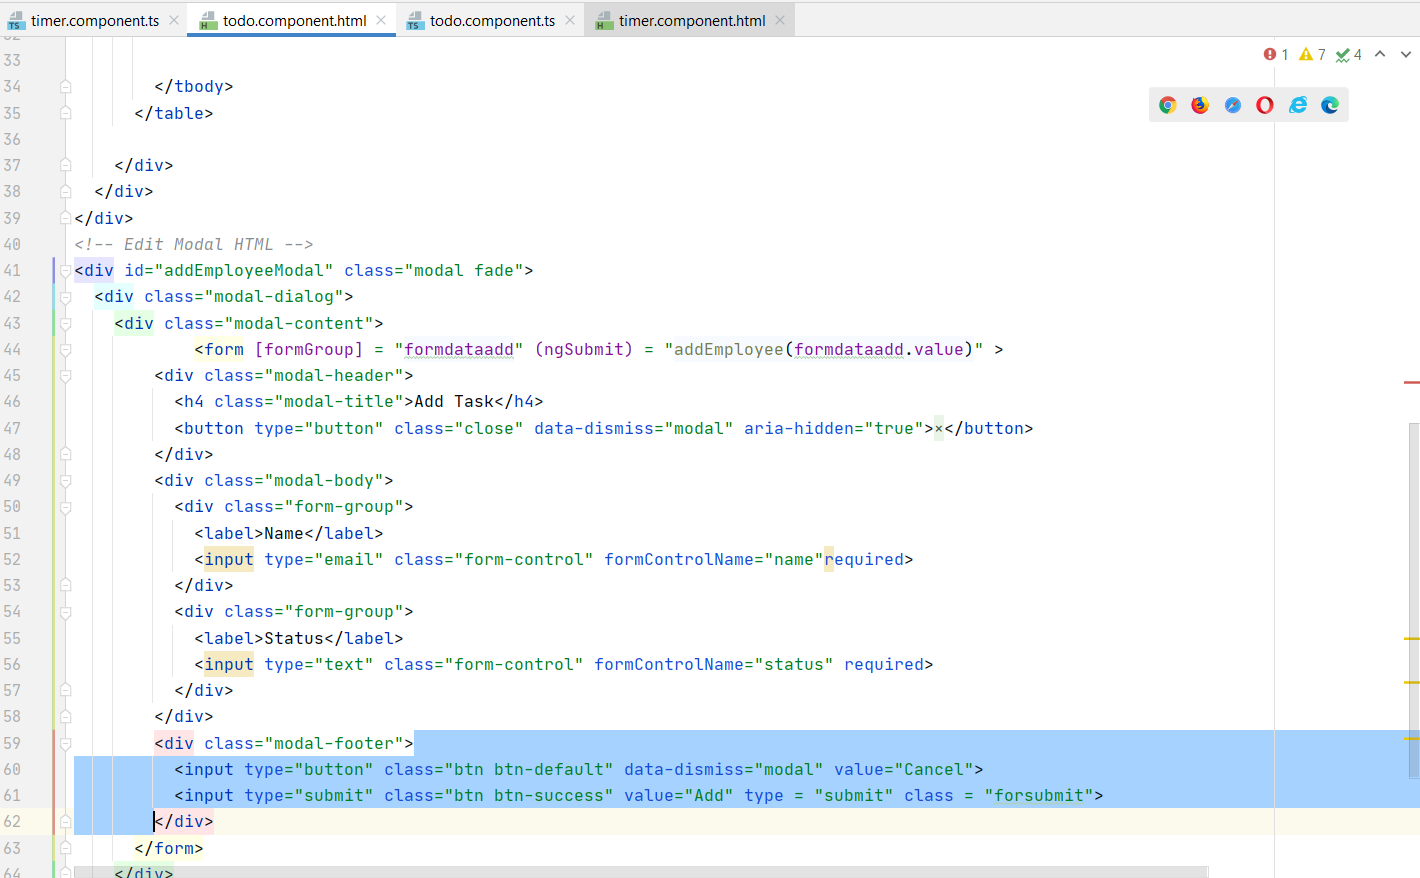 timer.component.ts
todo.component.html
todo.component.ts
timer.component.html
1 7 4
32
33
34 </tbody>
35 </table>
36
37 </div>
38 </div>
39 </div>
40 <!-- Edit Modal HTML -->
41 <div id="addEmployeeModal" class="modal fade">
42 <div class="modal-dialog">
43 <div class="modal-content">
44 <form [formGroup] = "formdataadd" (ngSubmit) = "addEmployee(formdataadd.value)" >
45 <div class="modal-header">
46 <h4 class="modal-title">Add Task</h4>
47 <button type="button" class="close" data-dismiss="modal" aria-hidden="true">×</button>
48 </div>
49 <div class="modal-body">
50 <div class="form-group">
51 <label>Name</label>
52 <input type="email" class="form-control" formControlName="name"required>
53 </div>
54 <div class="form-group">
55 <label>Status</label>
56 <input type="text" class="form-control" formControlName="status" required>
57 </div>
58 </div>
59 <div class="modal-footer">
60 <input type="button" class="btn btn-default" data-dismiss="modal" value="Cancel">
61 <input type="submit" class="btn btn-success" value="Add" type = "submit" class = "forsubmit">
62 </div>
63 </form>
64 </div>